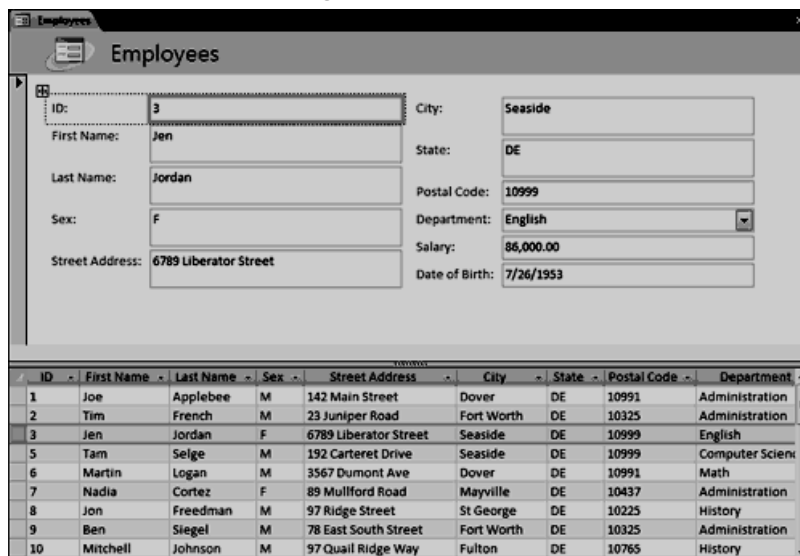 Employees
Employees
ID: 3 City: Seaside
First Name: Jen
State: DE
Last Name: Jordan
Postal Code: 10999
Sex: F Department: English
Salary: 86,000.00
Street Address: 6789 Liberator Street
Date of Birth: 7/26/1953
ID First Name Last Name Sex Street Address City State Postal Code Department
1 Joe Applebee M 142 Main Street Dover DE 10991 Administration
2 Tim French M 23 Juniper Road Fort Worth DE 10325 Administration
3 Jen Jordan F 6789 Liberator Street Seaside DE 10999 English
5 Tam Selge M 192 Carteret Drive Seaside DE 10999 Computer Scienc
6 Martin Logan M 3567 Dumont Ave Dover DE 10991 Math
7 Nadia Cortez F 89 Mullford Road Mayville DE 10437 Administration
8 Jon Freedman M 97 Ridge Street St George DE 10225 History
9 Ben Siegel M 78 East South Street Fort Worth DE 10325 Administration
10 Mitchell Johnson M 97 Quail Ridge Way Fulton DE 10765 History